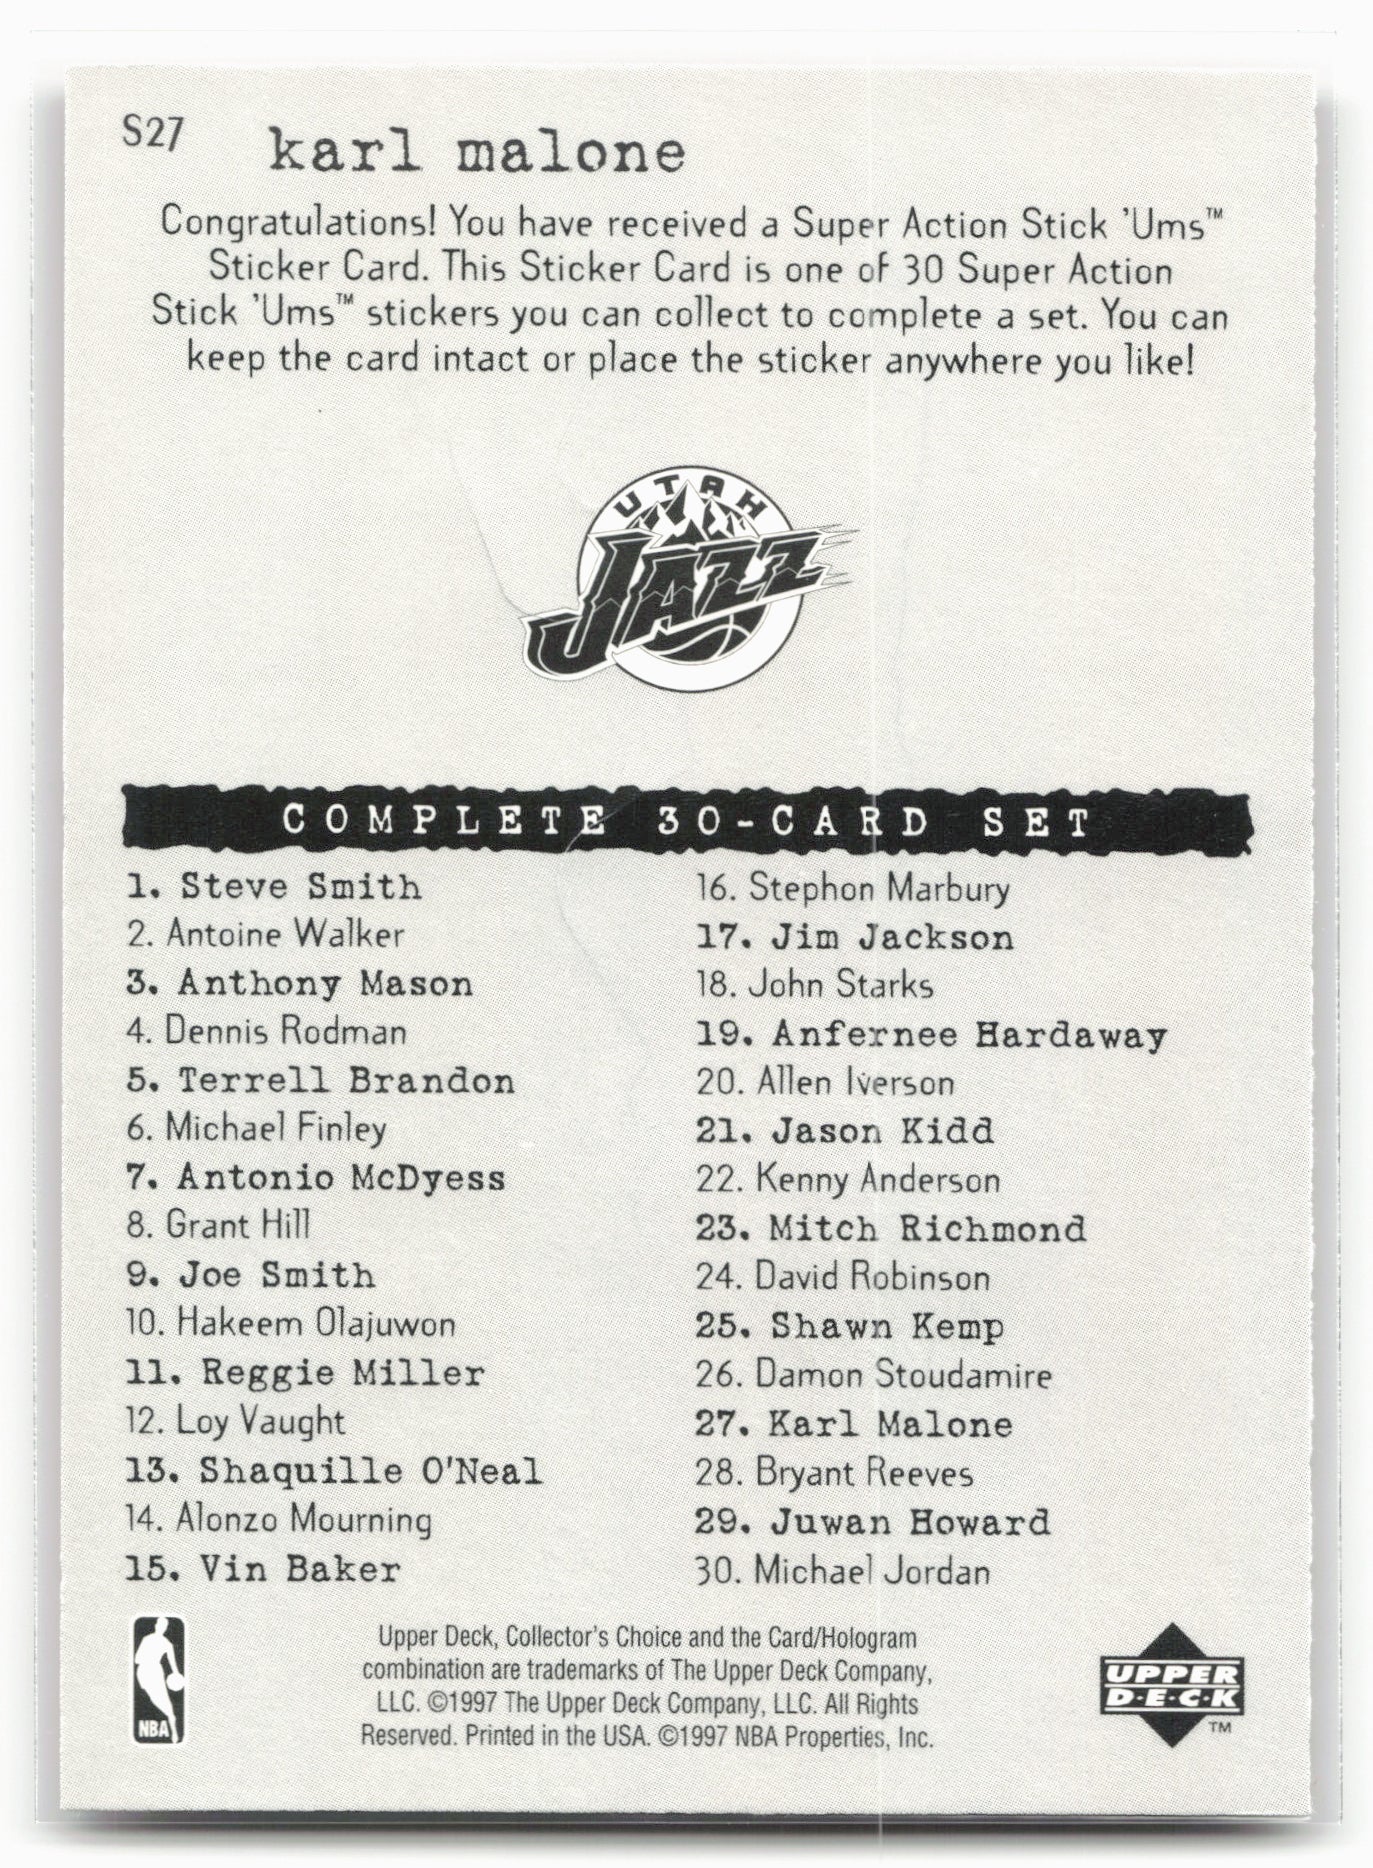 S27
karl malone
Congratulations! You have received a Super Action Stick 'Ums™
Sticker Card. This Sticker Card is one of 30 Super Action
Stick 'Ums™ stickers you can collect to complete a set. You can
keep the card intact or place the sticker anywhere you like!
UTAH
JAZZ
COMPLETE 30-CARD SET
1. Steve Smith
2. Antoine Walker
3. Anthony Mason
4. Dennis Rodman
5. Terrell Brandon
6. Michael Finley
7. Antonio McDyess
8. Grant Hill
9. Joe Smith
10. Hakeem Olajuwon
11. Reggie Miller
12. Loy Vaught
13. Shaquille O'Neal
14. Alonzo Mourning
15. Vin Baker
16. Stephon Marbury
17. Jim Jackson
18. John Starks
19. Anfernee Hardaway
20. Allen Iverson
21. Jason Kidd
22. Kenny Anderson
23. Mitch Richmond
24. David Robinson
25. Shawn Kemp
26. Damon Stoudamire
27. Karl Malone
28. Bryant Reeves
29. Juwan Howard
30. Michael Jordan
NBA
Upper Deck, Collector's Choice and the Card/Hologram
combination are trademarks of The Upper Deck Company,
LLC. ©1997 The Upper Deck Company, LLC. All Rights
Reserved. Printed in the USA. ©1997 NBA Properties, Inc.
UPPER
D·E·C·K
TM